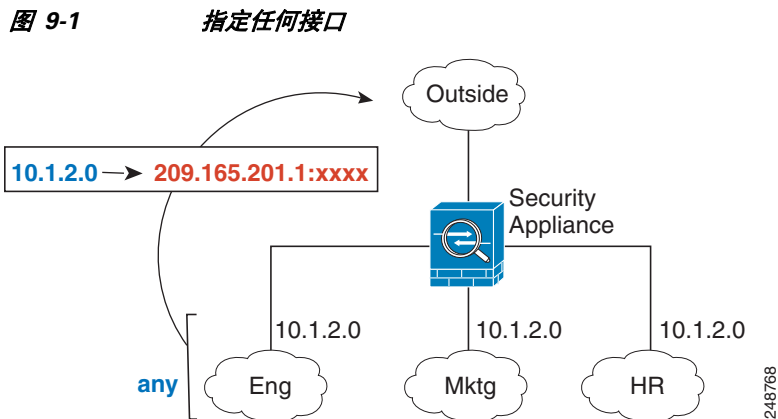 图 9-1 指定任何接口
Outside
10.1.2.0 209.165.201.1:xxxx
Security
Appliance
10.1.2.0 10.1.2.0 10.1.2.0
any Eng Mktg HR
248768